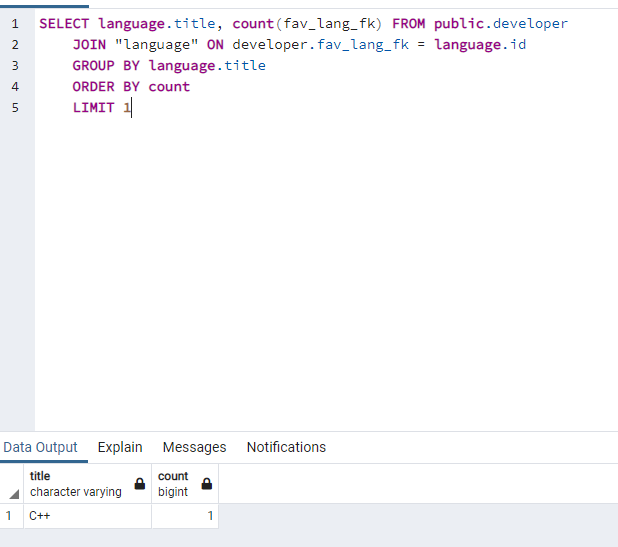 1 SELECT language.title, count(fav_lang_fk) FROM public.developer
2 JOIN "language" ON developer.fav_lang_fk = language.id
3 GROUP BY language.title
4 ORDER BY count
5 LIMIT 1
Data Output Explain Messages Notifications
title count
character varying bigint
1 C++ 1